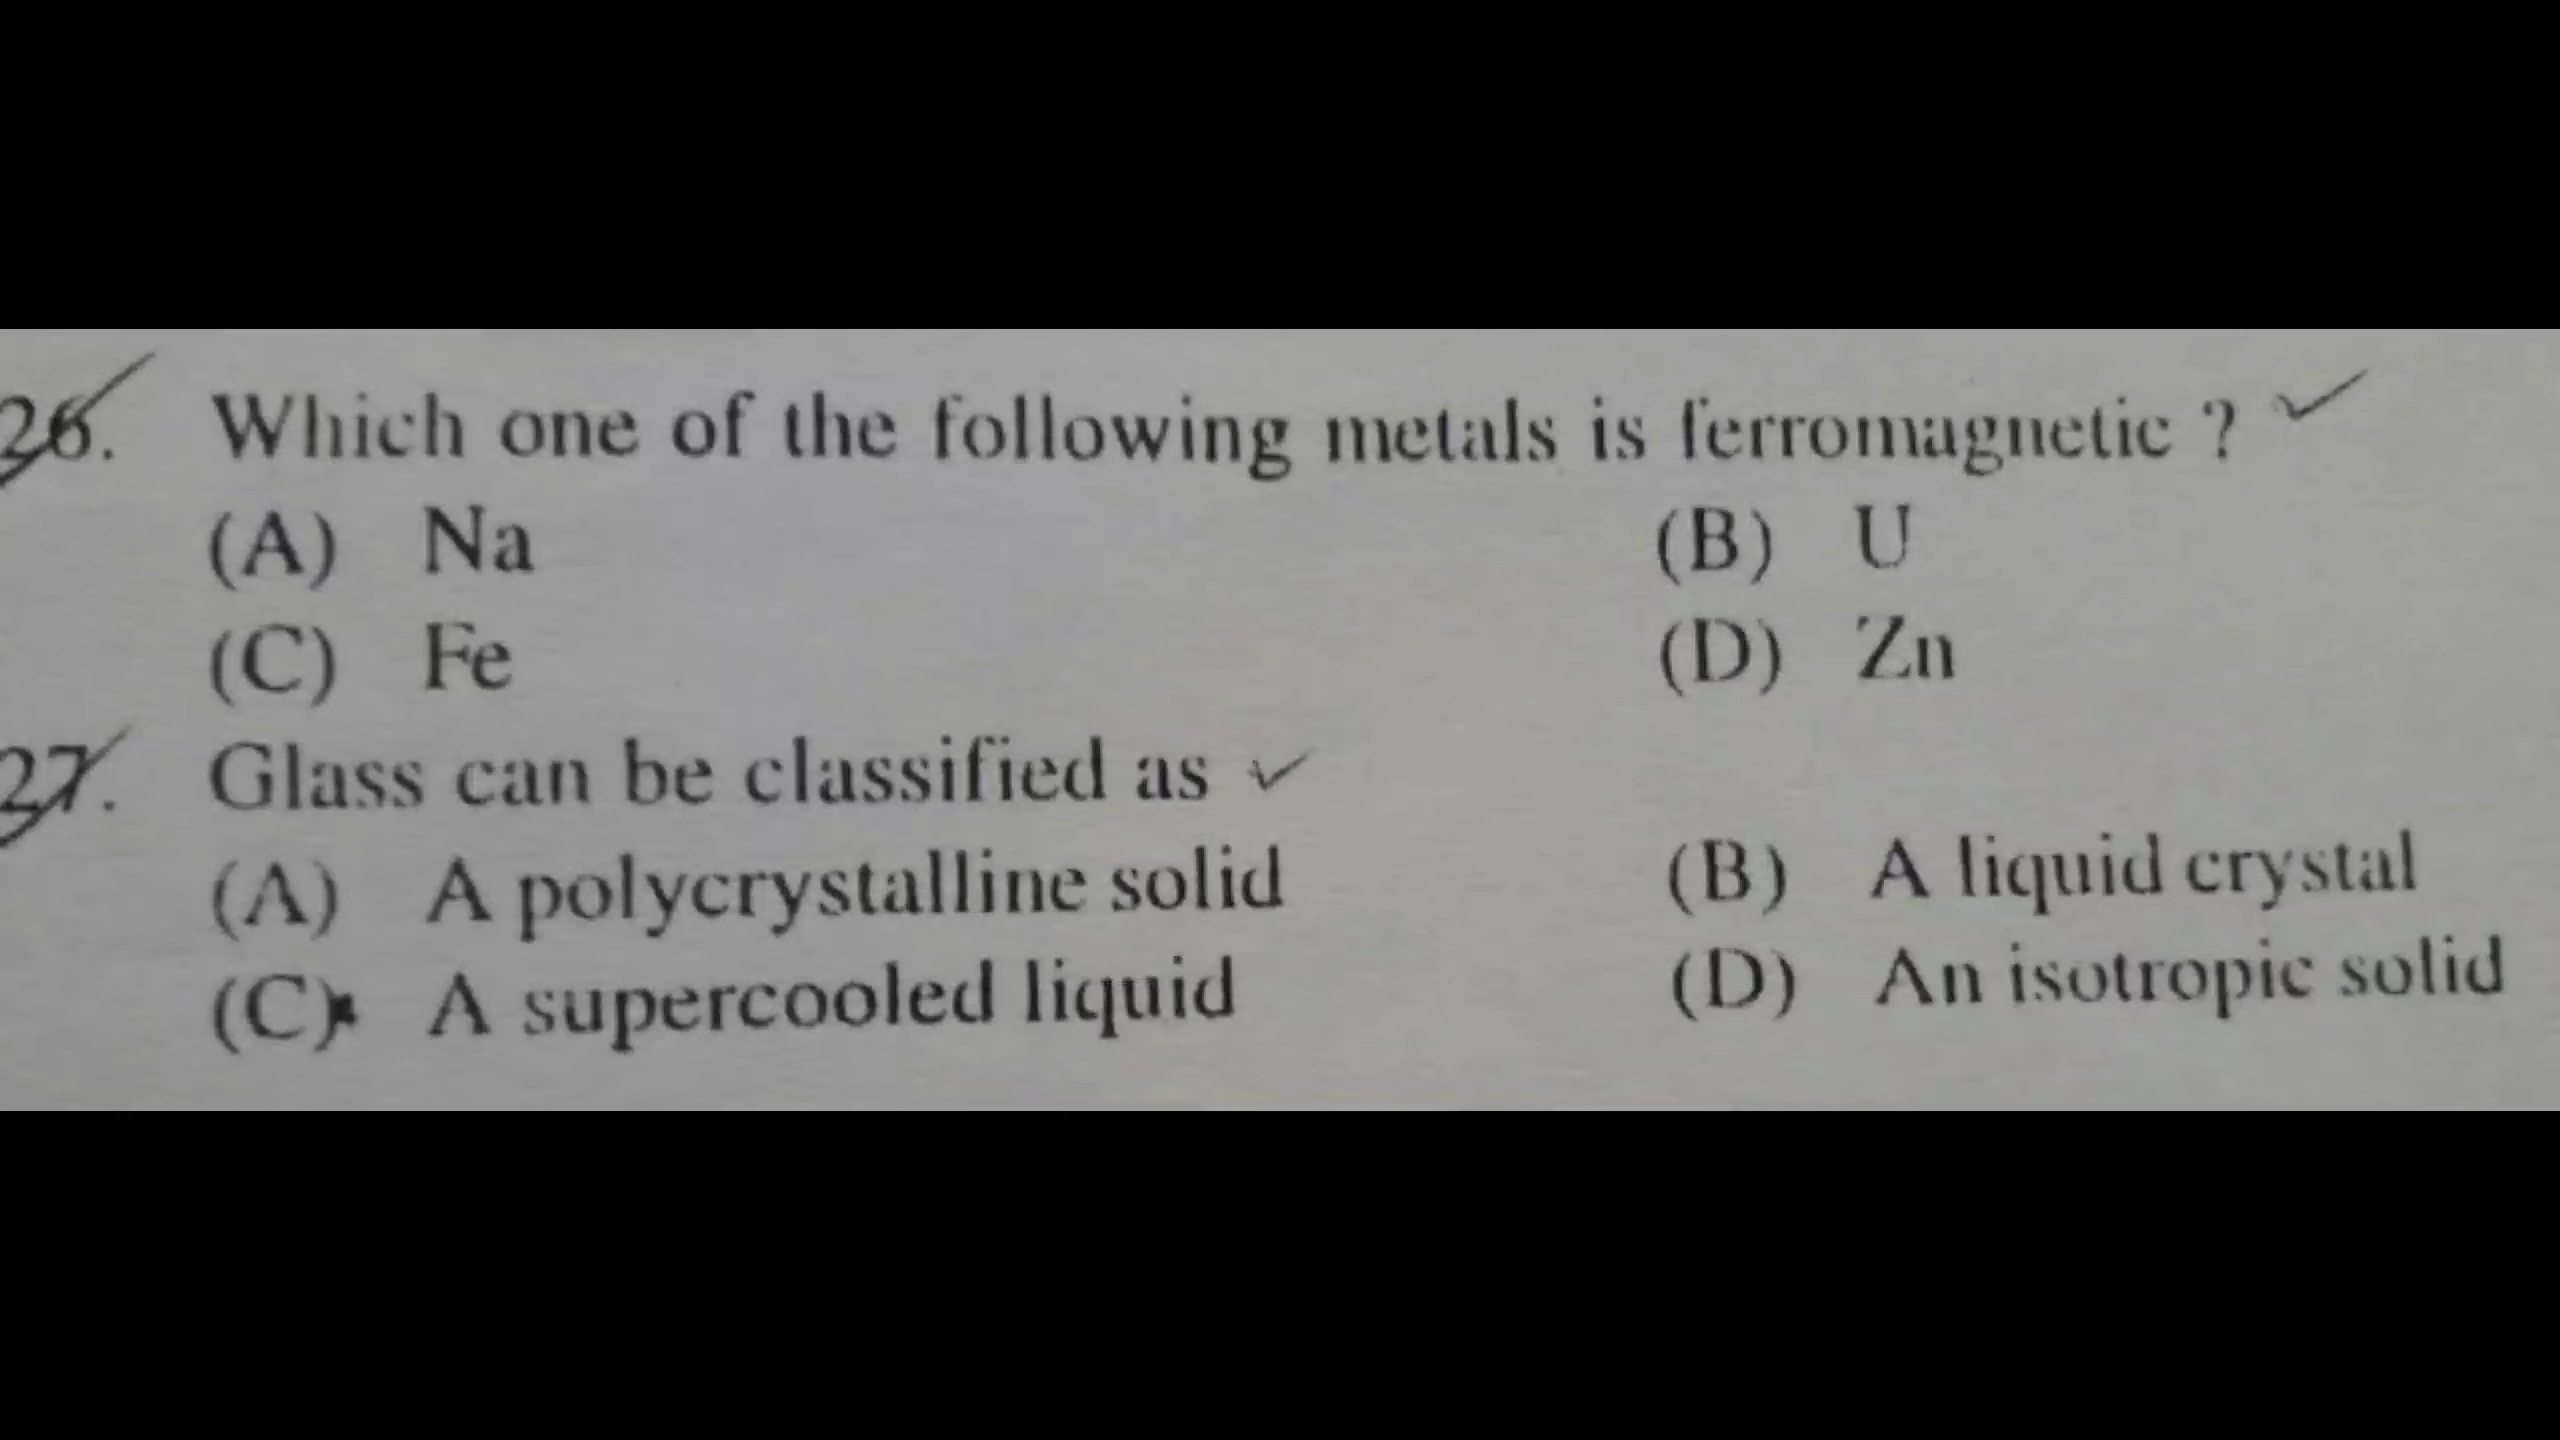 26. Which one of the following metals is ferromagnetic ?
(A) Na (B) U
(C) Fe (D) Zn
27. Glass can be classified as
(A) A polycrystalline solid (B) A liquid crystal
(C) A supercooled liquid (D) An isotropic solid